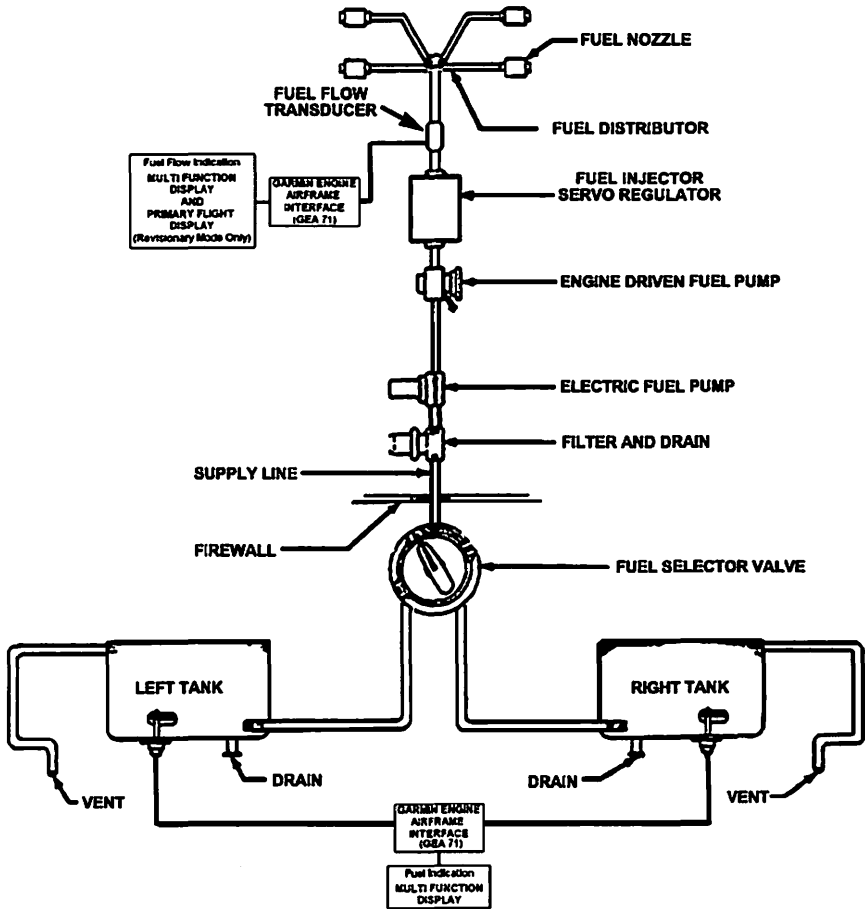 FUEL NOZZLE
FUEL FLOW
TRANSDUCER
FUEL DISTRIBUTOR
Fuel Flow Indication
MULTI FUNCTION
DISPLAY
AND
PRIMARY FLIGHT
DISPLAY
(Revisionary Mode Only)
GARMIN ENGINE
AIRFRAME
INTERFACE
(GEA 71)
FUEL INJECTOR
SERVO REGULATOR
ENGINE DRIVEN FUEL PUMP
ELECTRIC FUEL PUMP
FILTER AND DRAIN
SUPPLY LINE
FIREWALL
FUEL SELECTOR VALVE
LEFT TANK
RIGHT TANK
DRAIN
DRAIN
VENT
VENT
GARMIN ENGINE
AIRFRAME
INTERFACE
(GEA 71)
Fuel Indication
MULTI FUNCTION
DISPLAY